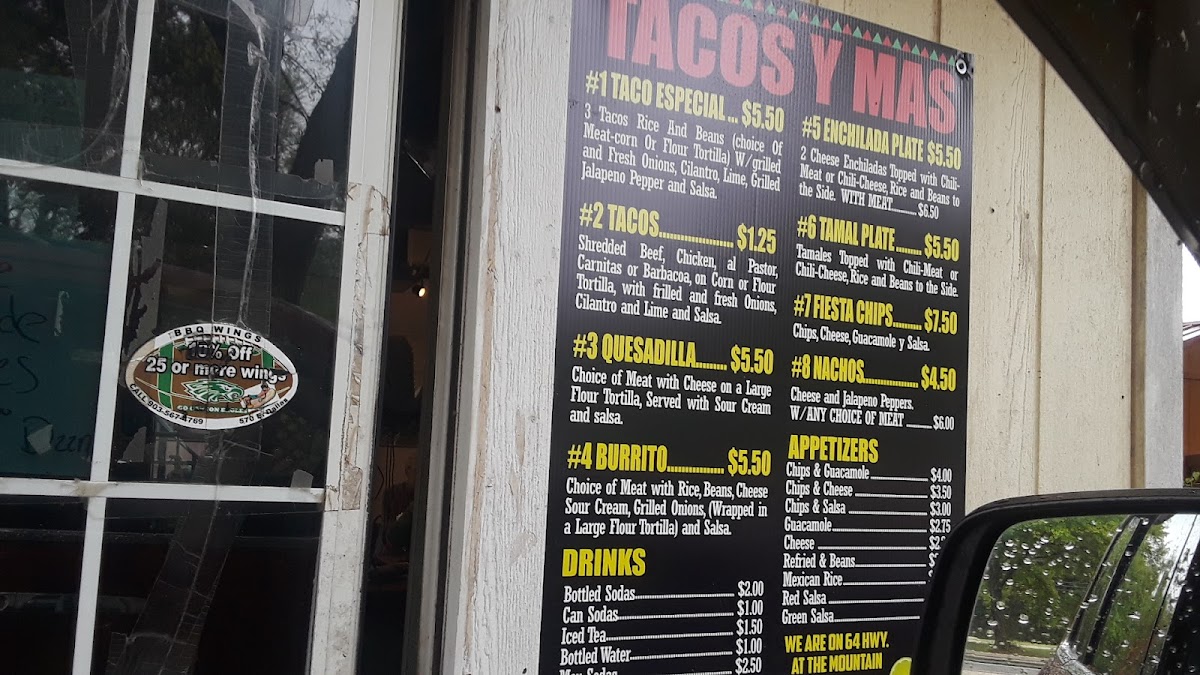 TACOS Y MAS
#1 TACO ESPECIAL ... $5.50
3 Tacos Rice And Beans (choice Of
Meat-corn Or Flour Tortilla) W/grilled
and Fresh Onions, Cilantro, Lime, Grilled
Jalapeno Pepper and Salsa.
#2 TACOS.................. $1.25
Shredded Beef, Chicken, al Pastor,
Carnitas or Barbacoa, on Corn or Flour
Tortilla, with frilled and fresh Onions,
Cilantro and Lime and Salsa.
#3 QUESADILLA....... $5.50
Choice of Meat with Cheese on a Large
Flour Tortilla, Served with Sour Cream
and salsa.
#4 BURRITO............. $5.50
Choice of Meat with Rice, Beans, Cheese
Sour Cream, Grilled Onions, (Wrapped in
a Large Flour Tortilla) and Salsa.
DRINKS
Bottled Sodas.................... $2.00
Can Sodas.................... $1.00
Iced Tea.................... $1.50
Bottled Water.................... $1.00
Mex Sodas.................... $2.50
#5 ENCHILADA PLATE $5.50
2 Cheese Enchiladas Topped with Chili-
Meat or Chili-Cheese, Rice and Beans to
the Side. WITH MEAT......... $6.50
#6 TAMAL PLATE....... $5.50
Tamales Topped with Chili-Meat or
Chili-Cheese, Rice and Beans to the Side.
#7 FIESTA CHIPS........ $7.50
Chips, Cheese, Guacamole y Salsa.
#8 NACHOS................ $4.50
Cheese and Jalapeno Peppers.
W/ANY CHOICE OF MEAT ......... $6.00
APPETIZERS
Chips & Guacamole.................... $4.00
Chips & Cheese.................... $3.50
Chips & Salsa.................... $3.00
Guacamole.................... $2.75
Cheese....................
Refried & Beans....................
Mexican Rice....................
Red Salsa....................
Green Salsa....................
WE ARE ON 64 HWY.
AT THE MOUNTAIN
BBQ WINGS
10% Off
25 or more wings